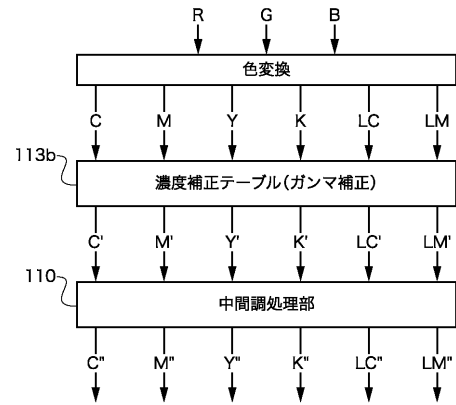 R G B
色変換
C M Y K LC LM
113b
濃度補正テーブル(ガンマ補正)
C' M' Y' K' LC' LM'
110
中間調処理部
C" M" Y" K" LC" LM"